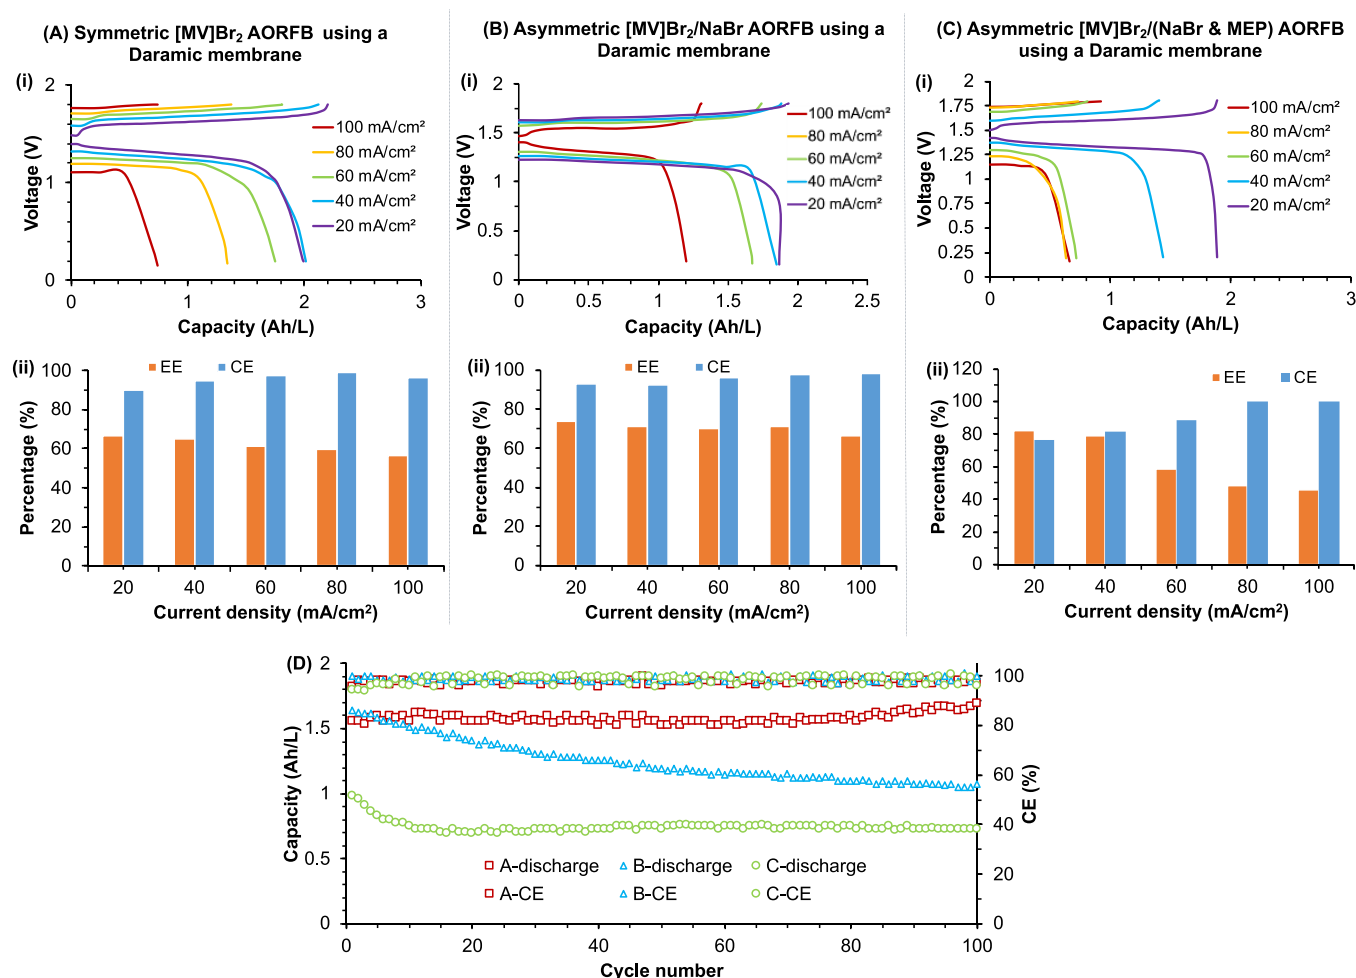 (A) Symmetric [MV]Br₂ AORFB using a
Daramic membrane
(i)
2
1
0
Voltage (V)
100 mA/cm²
80 mA/cm²
60 mA/cm²
40 mA/cm²
20 mA/cm²
0 1 2 3
Capacity (Ah/L)
(ii)
EE CE
100
80
60
40
20
0
Percentage (%)
20 40 60 80 100
Current density (mA/cm²)
(B) Asymmetric [MV]Br₂/NaBr AORFB using a
Daramic membrane
(i)
2
1.5
1
0.5
0
Voltage (V)
100 mA/cm²
80 mA/cm²
60 mA/cm²
40 mA/cm²
20 mA/cm²
0 0.5 1 1.5 2 2.5
Capacity (Ah/L)
(ii)
EE CE
100
80
60
40
20
0
Percentage (%)
20 40 60 80 100
Current density (mA/cm²)
(C) Asymmetric [MV]Br₂/(NaBr & MEP) AORFB
using a Daramic membrane
(i)
2
1.75
1.5
1.25
1
0.75
0.5
0.25
0
Voltage (V)
100 mA/cm²
80 mA/cm²
60 mA/cm²
40 mA/cm²
20 mA/cm²
0 1 2 3
Capacity (Ah/L)
(ii)
EE CE
120
100
80
60
40
20
0
Percentage (%)
20 40 60 80 100
Current density (mA/cm²)
(D)
2
1.5
1
0.5
0
Capacity (Ah/L)
100
80
60
40
20
0
CE (%)
A-discharge B-discharge C-discharge
A-CE B-CE C-CE
0 20 40 60 80 100
Cycle number